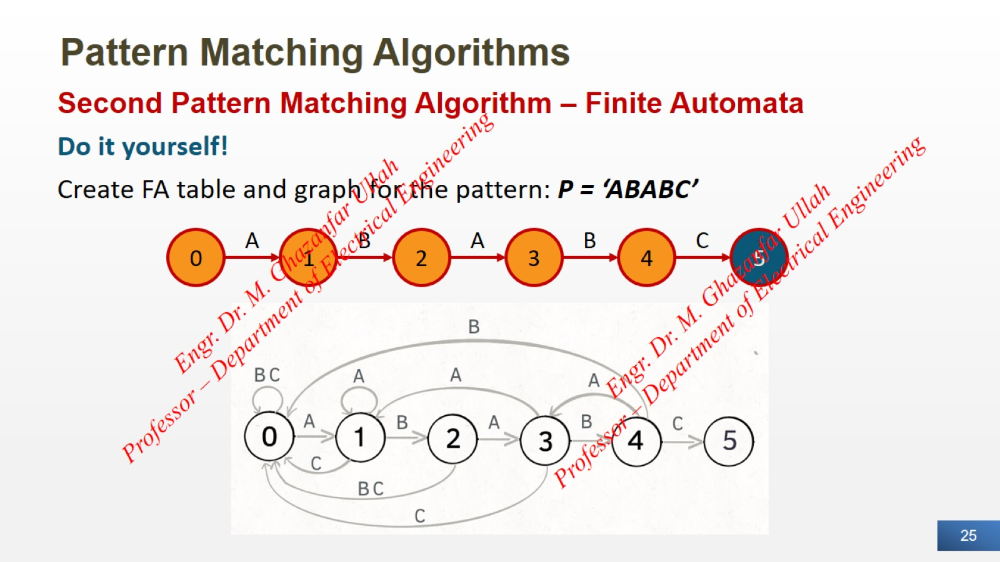 Pattern Matching Algorithms
Second Pattern Matching Algorithm – Finite Automata
Do it yourself!
Create FA table and graph for the pattern: P = ‘ABABC’
A B A B C
0 1 2 3 4 5
Engr. Dr. M. Ghazanfar Ullah
Professor – Department of Electrical Engineering
Engr. Dr. M. Ghazanfar Ullah
Professor – Department of Electrical Engineering
B
B C A A A
A B A B C
0 1 2 3 4 5
C
B C
C
25